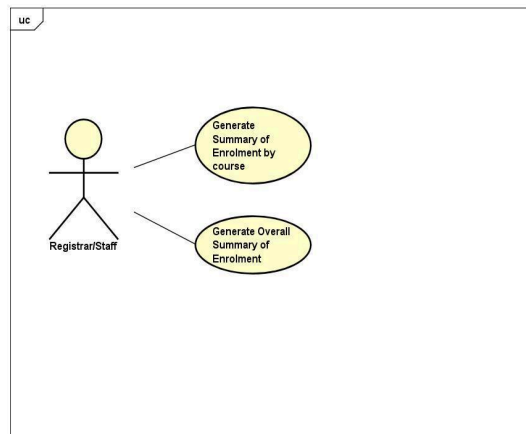 uc
Generate
Summary of
Enrolment by
course
Registrar/Staff
Generate Overall
Summary of
Enrolment